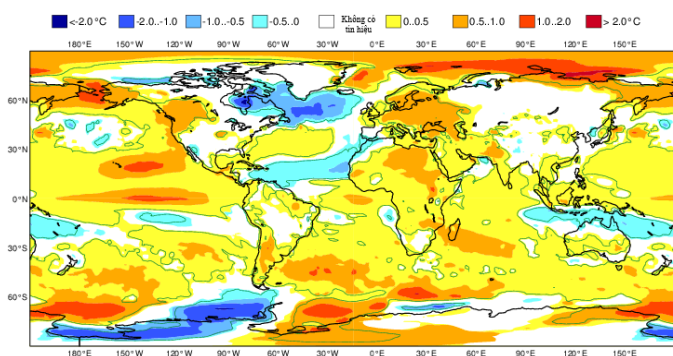 <-2.0°C -2.0..-1.0 -1.0..-0.5 -0.5..0 Không có tín hiệu 0..0.5 0.5..1.0 1.0..2.0 > 2.0°C
180°E 150°W 120°W 90°W 60°W 30°W 0°E 30°E 60°E 90°E 120°E 150°E
60°N
30°N
0°N
30°S
60°S
180°E 150°W 120°W 90°W 60°W 30°W 0°E 30°E 60°E 90°E 120°E 150°E